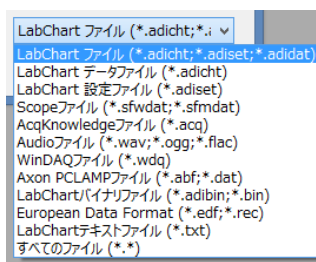 LabChart ファイル (*.adicht;*.i
LabChart ファイル (*.adicht;*.adiset;*.adidat)
LabChart データファイル (*.adicht)
LabChart 設定ファイル (*.adiset)
Scopeファイル (*.sfwdat;*.sfmdat)
AcqKnowledgeファイル (*.acq)
Audioファイル (*.wav;*.ogg;*.flac)
WinDAQファイル (*.wdq)
Axon PCLAMPファイル (*.abf;*.dat)
LabChartバイナリファイル (*.adibin;*.bin)
European Data Format (*.edf;*.rec)
LabChartテキストファイル (*.txt)
すべてのファイル (*.*)